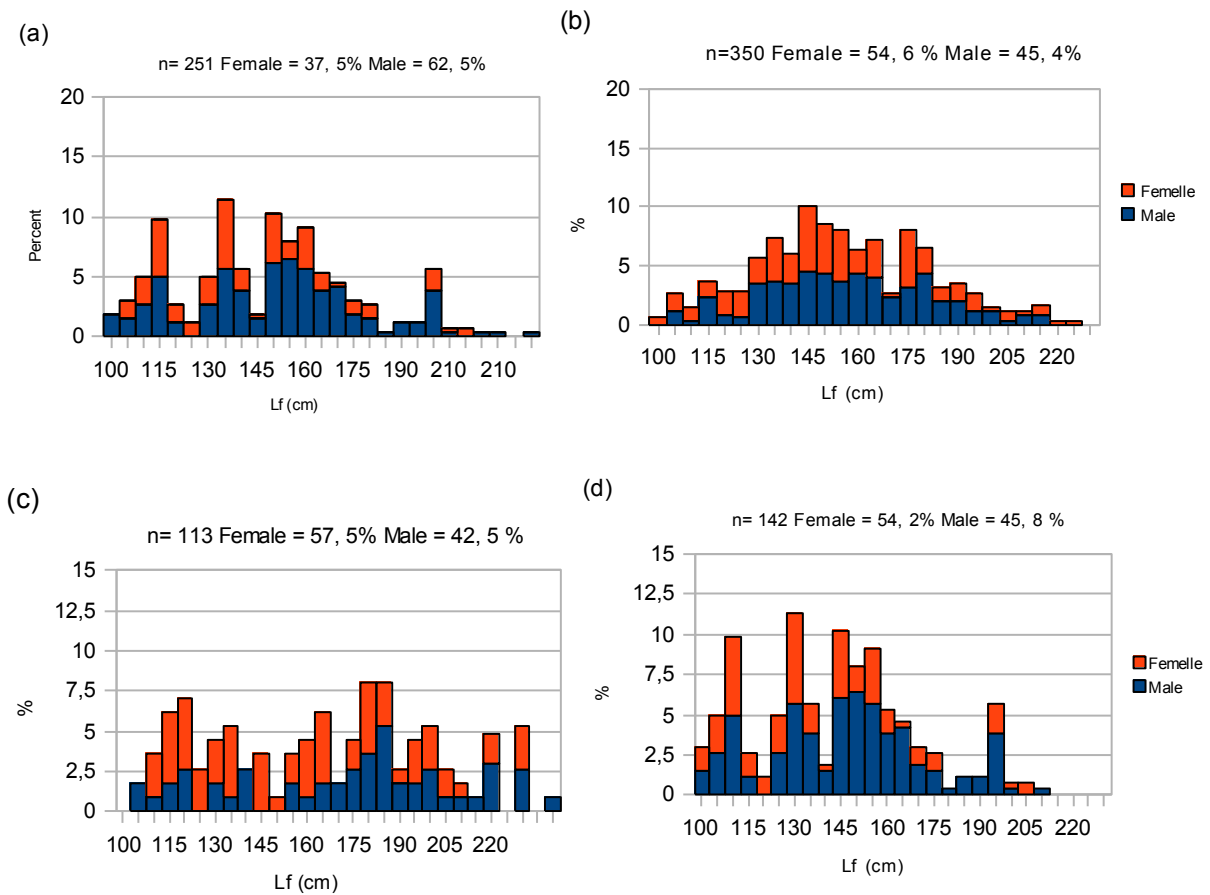 (a)
n= 251 Female = 37, 5% Male = 62, 5%
20
15
10
5
0
Percent
100 115 130 145 175 190 210 210
Lf (cm)
(b)
n=350 Female = 54, 6 % Male = 45, 4%
20
15
10
5
0
%
100 115 130 145 160 175 190 205 220
Lf (cm)
Femelle
Male
(c)
n= 113 Female = 57, 5% Male = 42, 5 %
15
12,5
10
7,5
5
2,5
0
%
100 115 130 145 160 175 190 205 220
Lf (cm)
(d)
n= 142 Female = 54, 2% Male = 45, 8 %
15
12,5
10
7,5
5
2,5
0
%
100 115 130 145 160 175 190 205 220
Lf (cm)
Femelle
Male